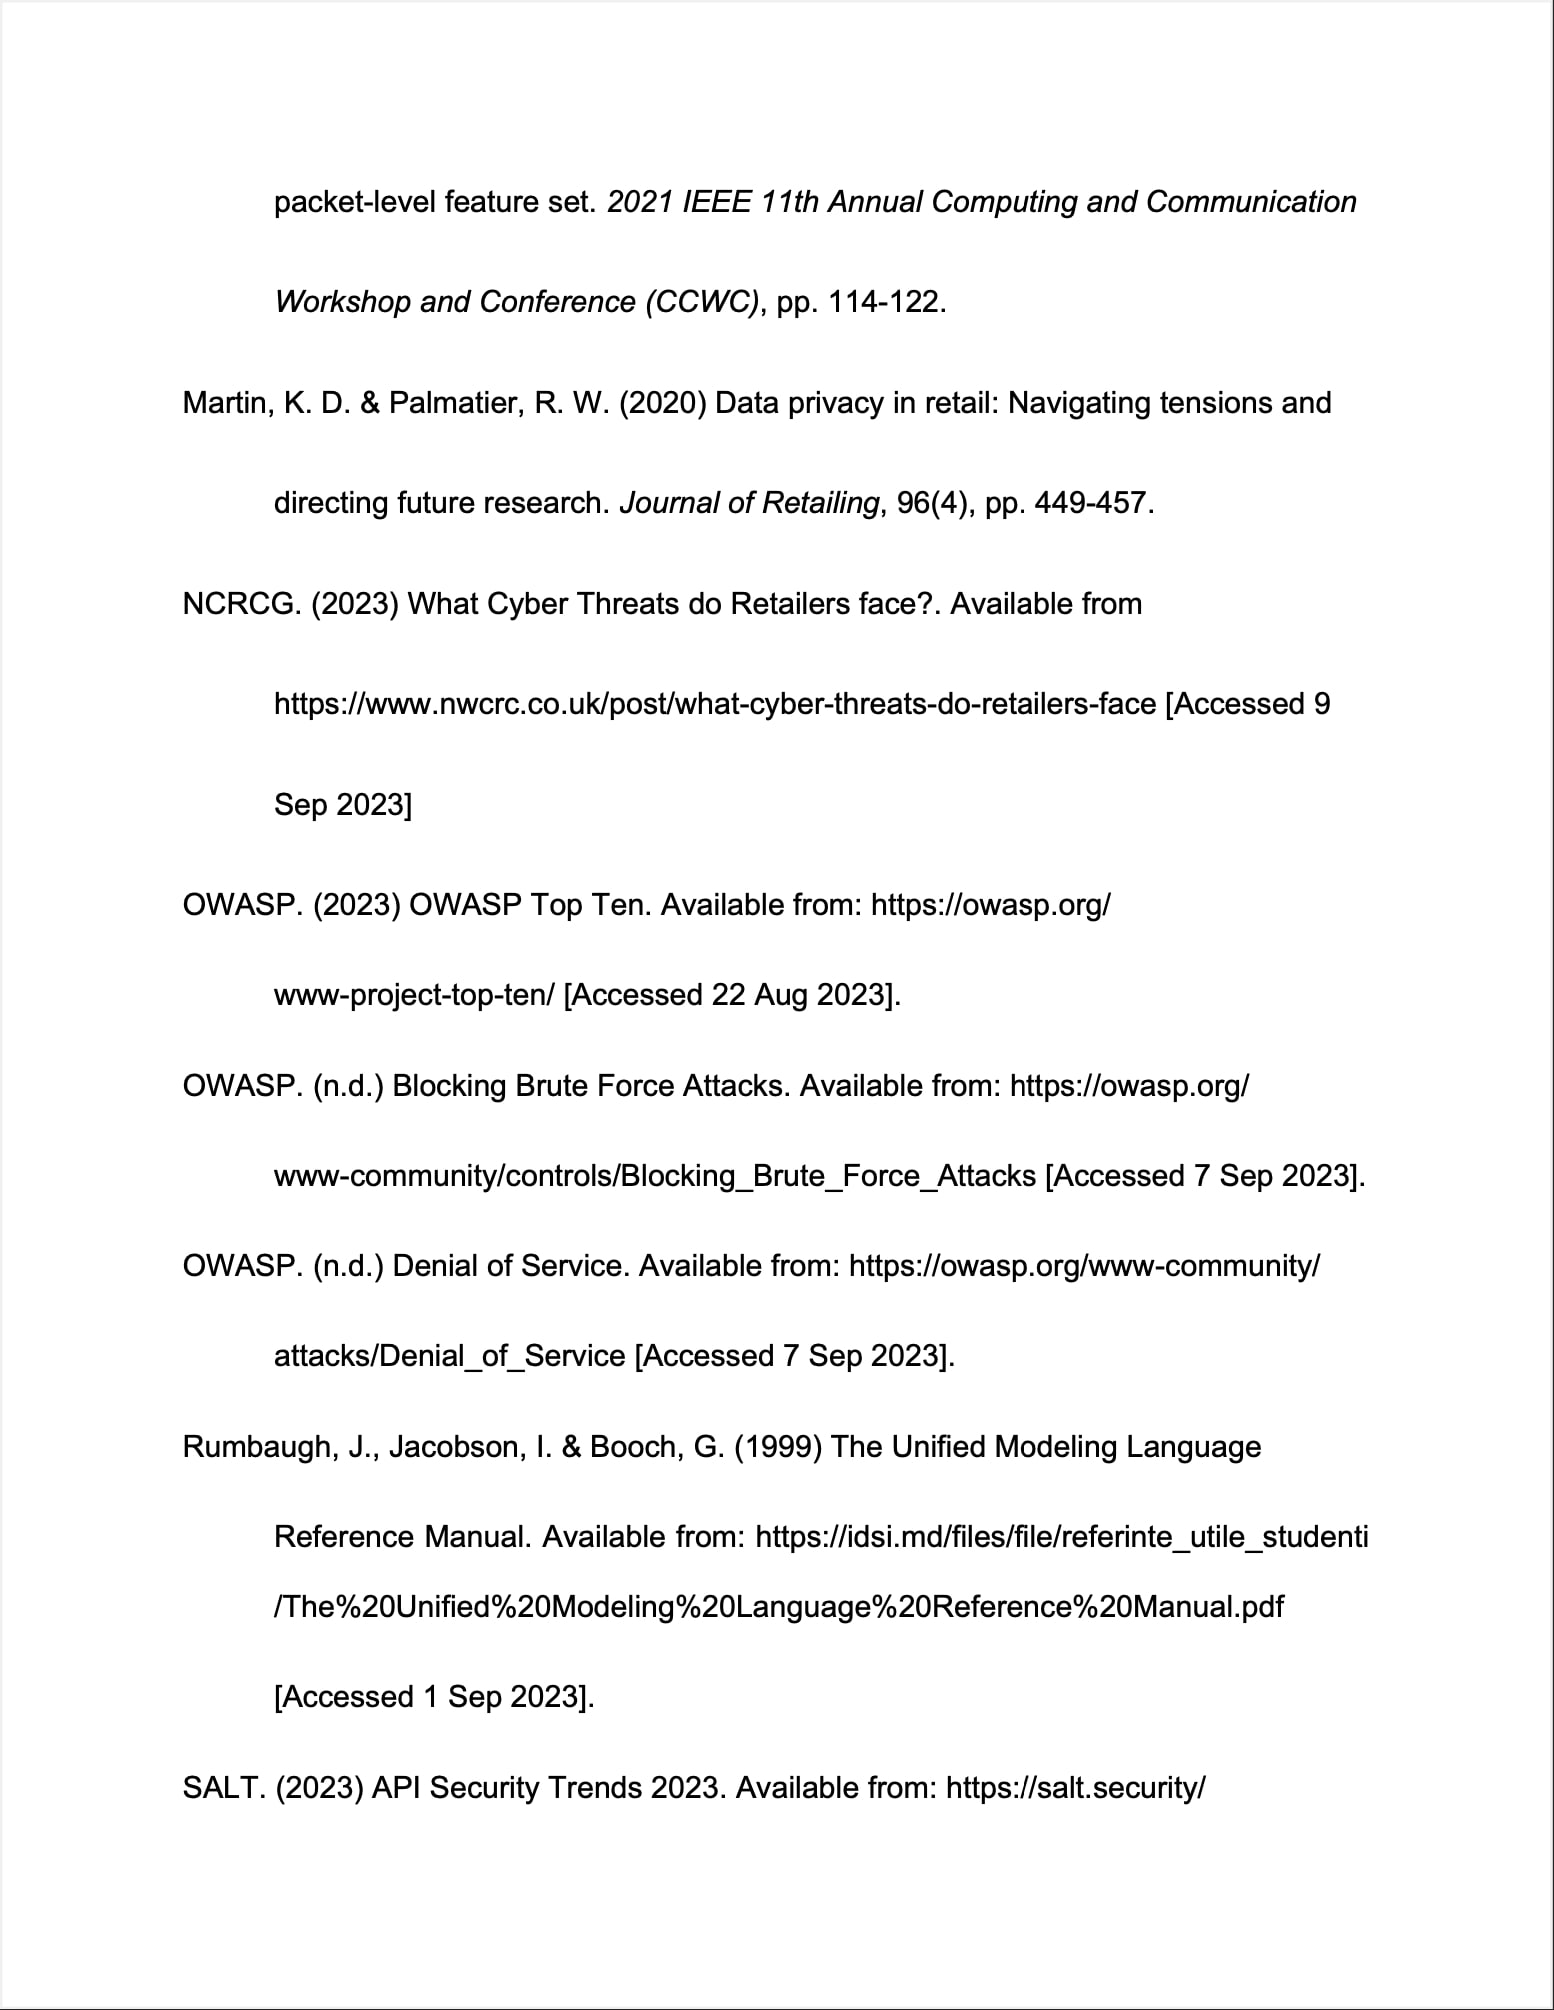 packet-level feature set. 2021 IEEE 11th Annual Computing and Communication
Workshop and Conference (CCWC), pp. 114-122.
Martin, K. D. & Palmatier, R. W. (2020) Data privacy in retail: Navigating tensions and
directing future research. Journal of Retailing, 96(4), pp. 449-457.
NCRCG. (2023) What Cyber Threats do Retailers face?. Available from
https://www.nwcrc.co.uk/post/what-cyber-threats-do-retailers-face [Accessed 9
Sep 2023]
OWASP. (2023) OWASP Top Ten. Available from: https://owasp.org/
www-project-top-ten/ [Accessed 22 Aug 2023].
OWASP. (n.d.) Blocking Brute Force Attacks. Available from: https://owasp.org/
www-community/controls/Blocking_Brute_Force_Attacks [Accessed 7 Sep 2023].
OWASP. (n.d.) Denial of Service. Available from: https://owasp.org/www-community/
attacks/Denial_of_Service [Accessed 7 Sep 2023].
Rumbaugh, J., Jacobson, I. & Booch, G. (1999) The Unified Modeling Language
Reference Manual. Available from: https://idsi.md/files/file/referinte_utile_studenti
/The%20Unified%20Modeling%20Language%20Reference%20Manual.pdf
[Accessed 1 Sep 2023].
SALT. (2023) API Security Trends 2023. Available from: https://salt.security/